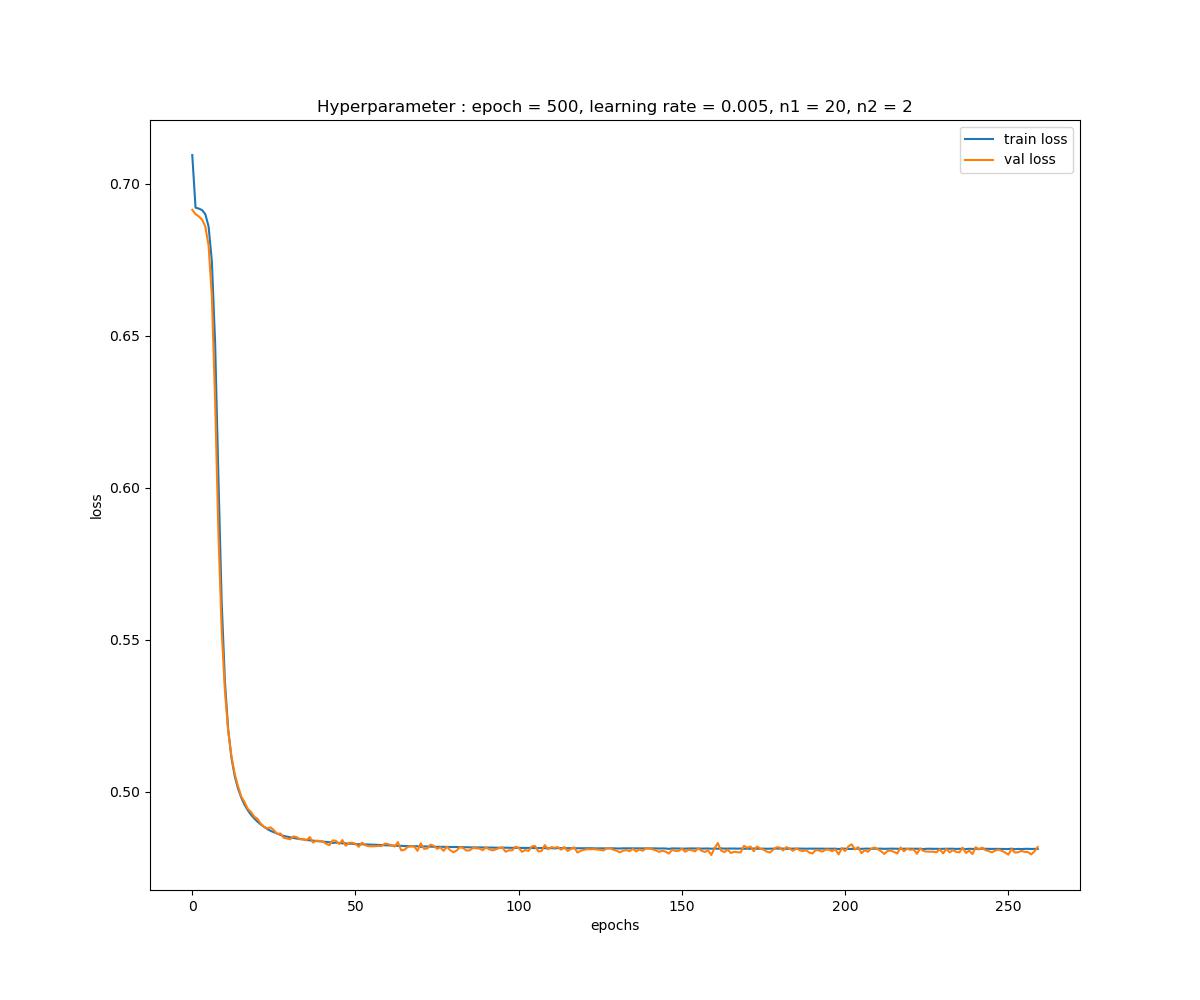 Hyperparameter : epoch = 500, learning rate = 0.005, n1 = 20, n2 = 2
train loss
val loss
0.70
0.65
0.60
0.55
0.50
loss
0 50 100 150 200 250
epochs